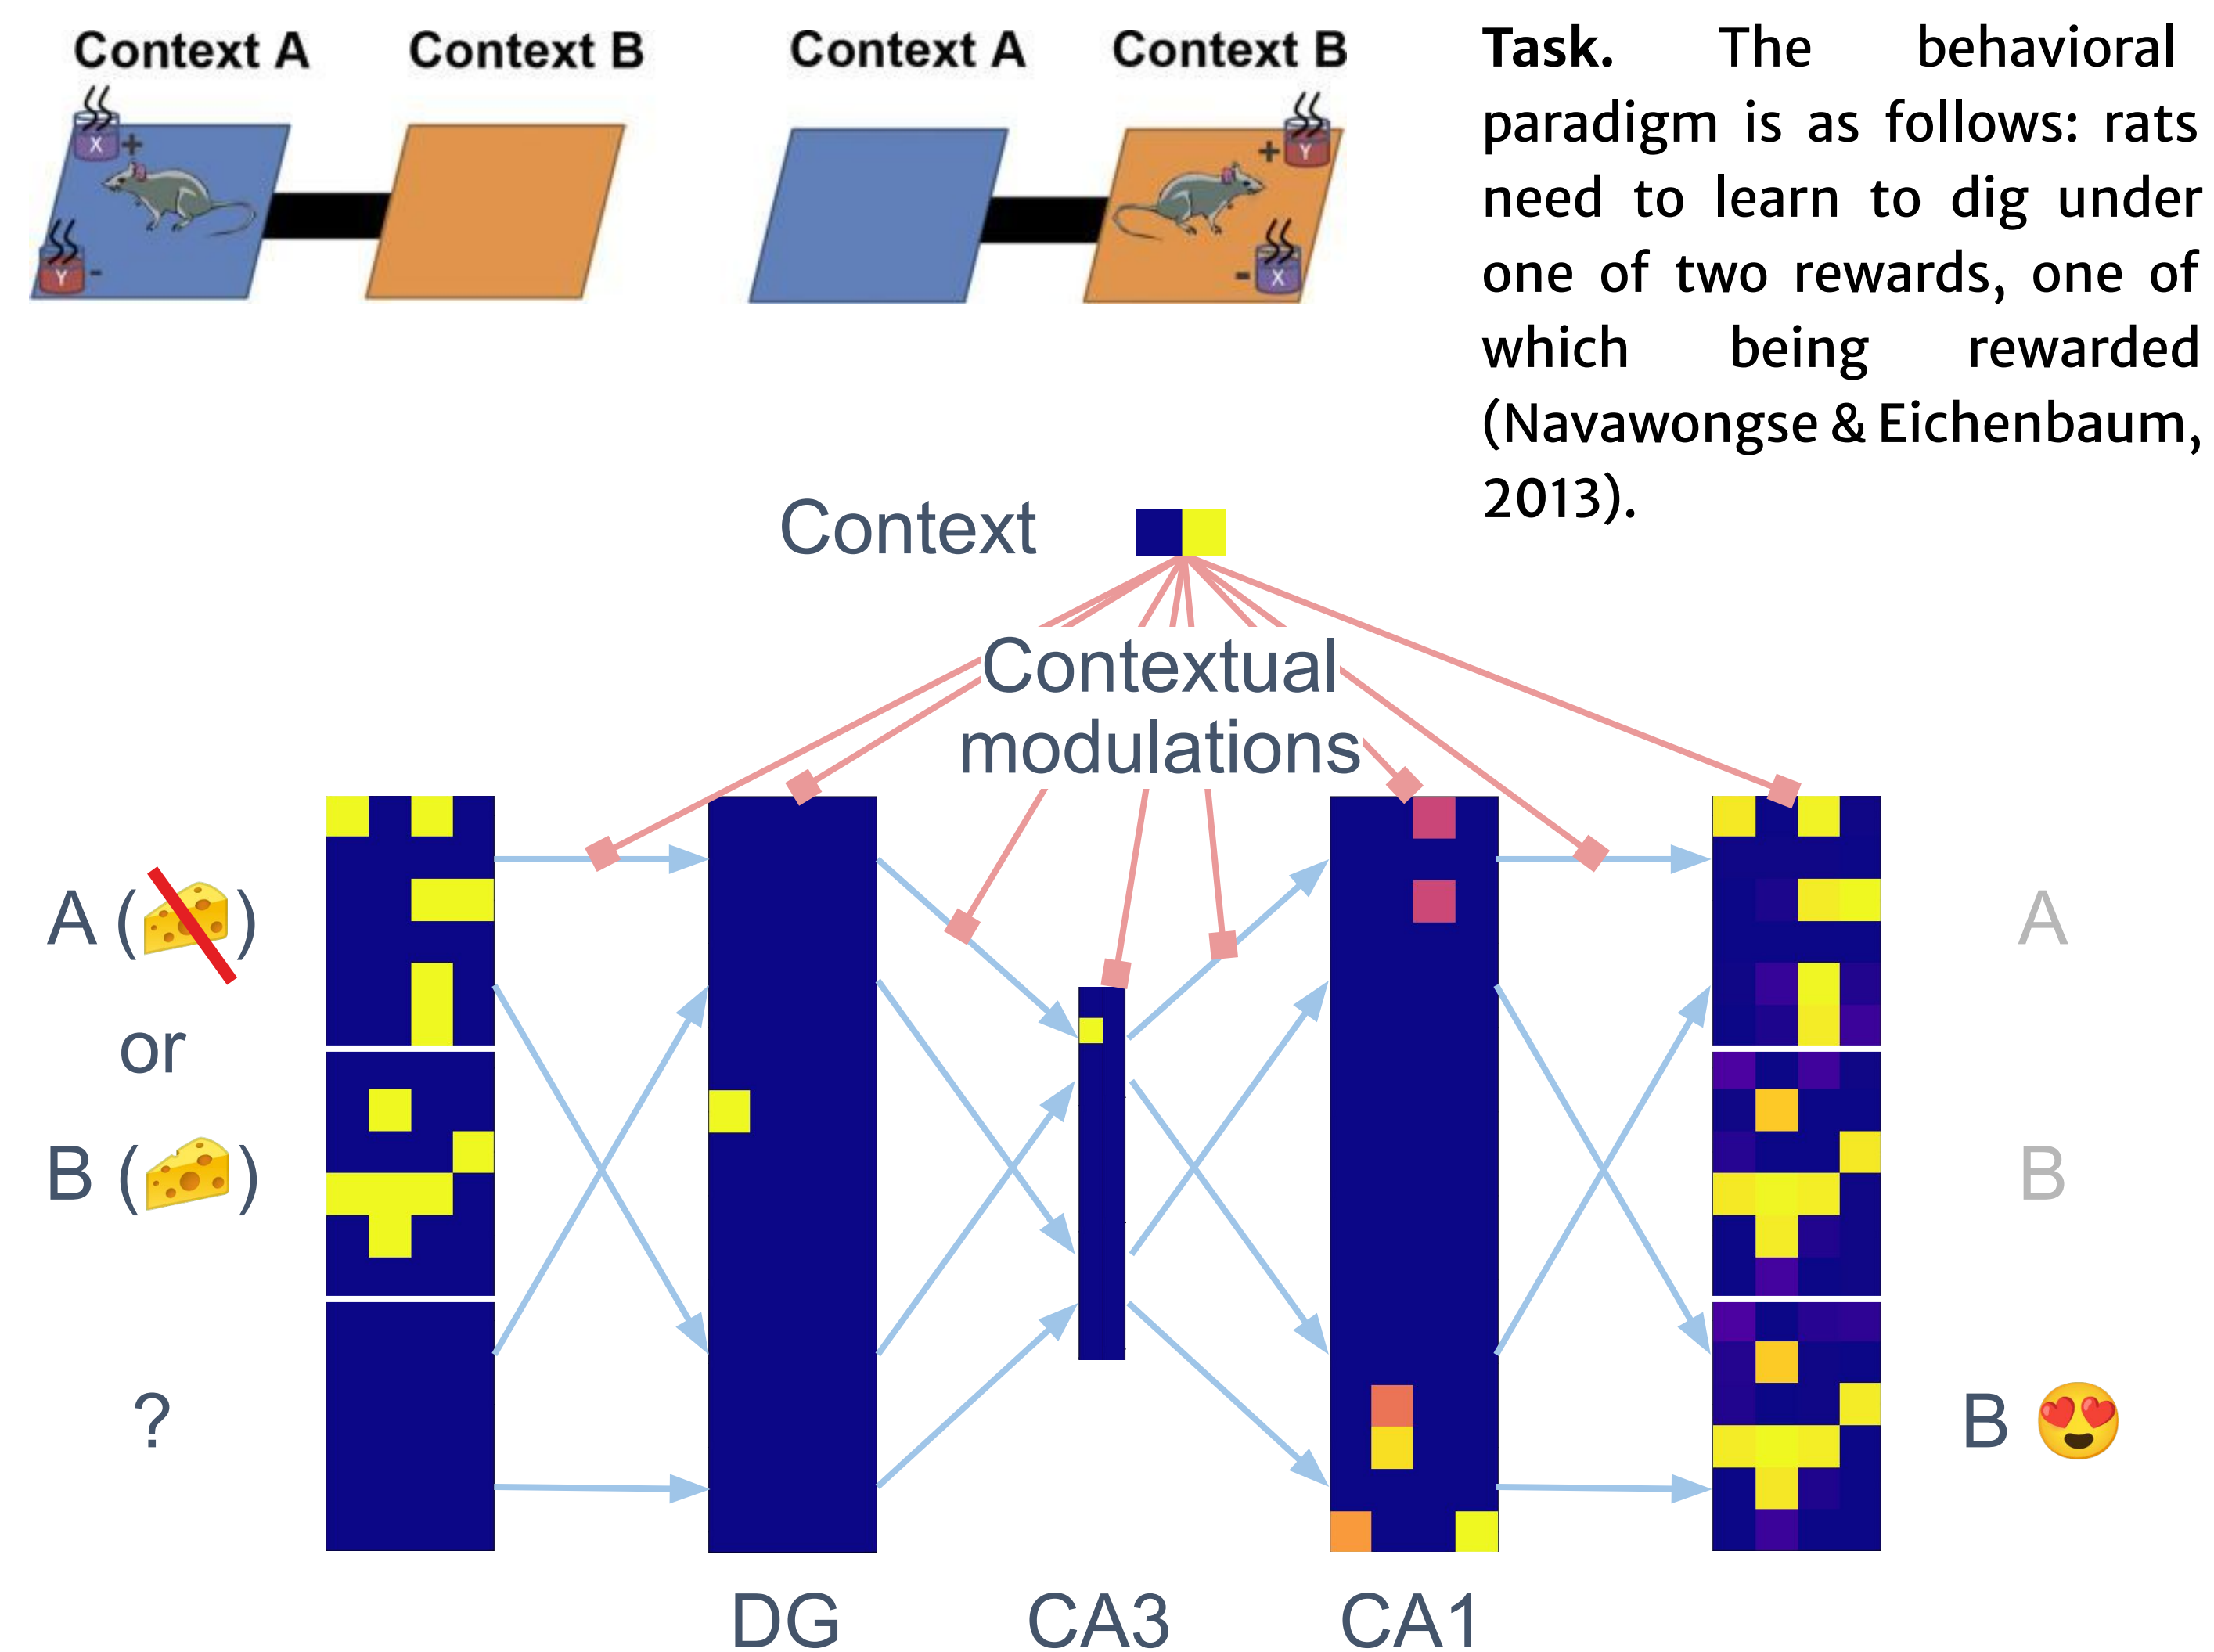 Context A Context B Context A Context B
X +
Y -
+ Y
- X
Task. The behavioral
paradigm is as follows: rats
need to learn to dig under
one of two rewards, one of
which being rewarded
(Navawongse & Eichenbaum,
2013).
Context
Contextual
modulations
A ( )
or
B ( )
?
A
B
B
DG CA3 CA1